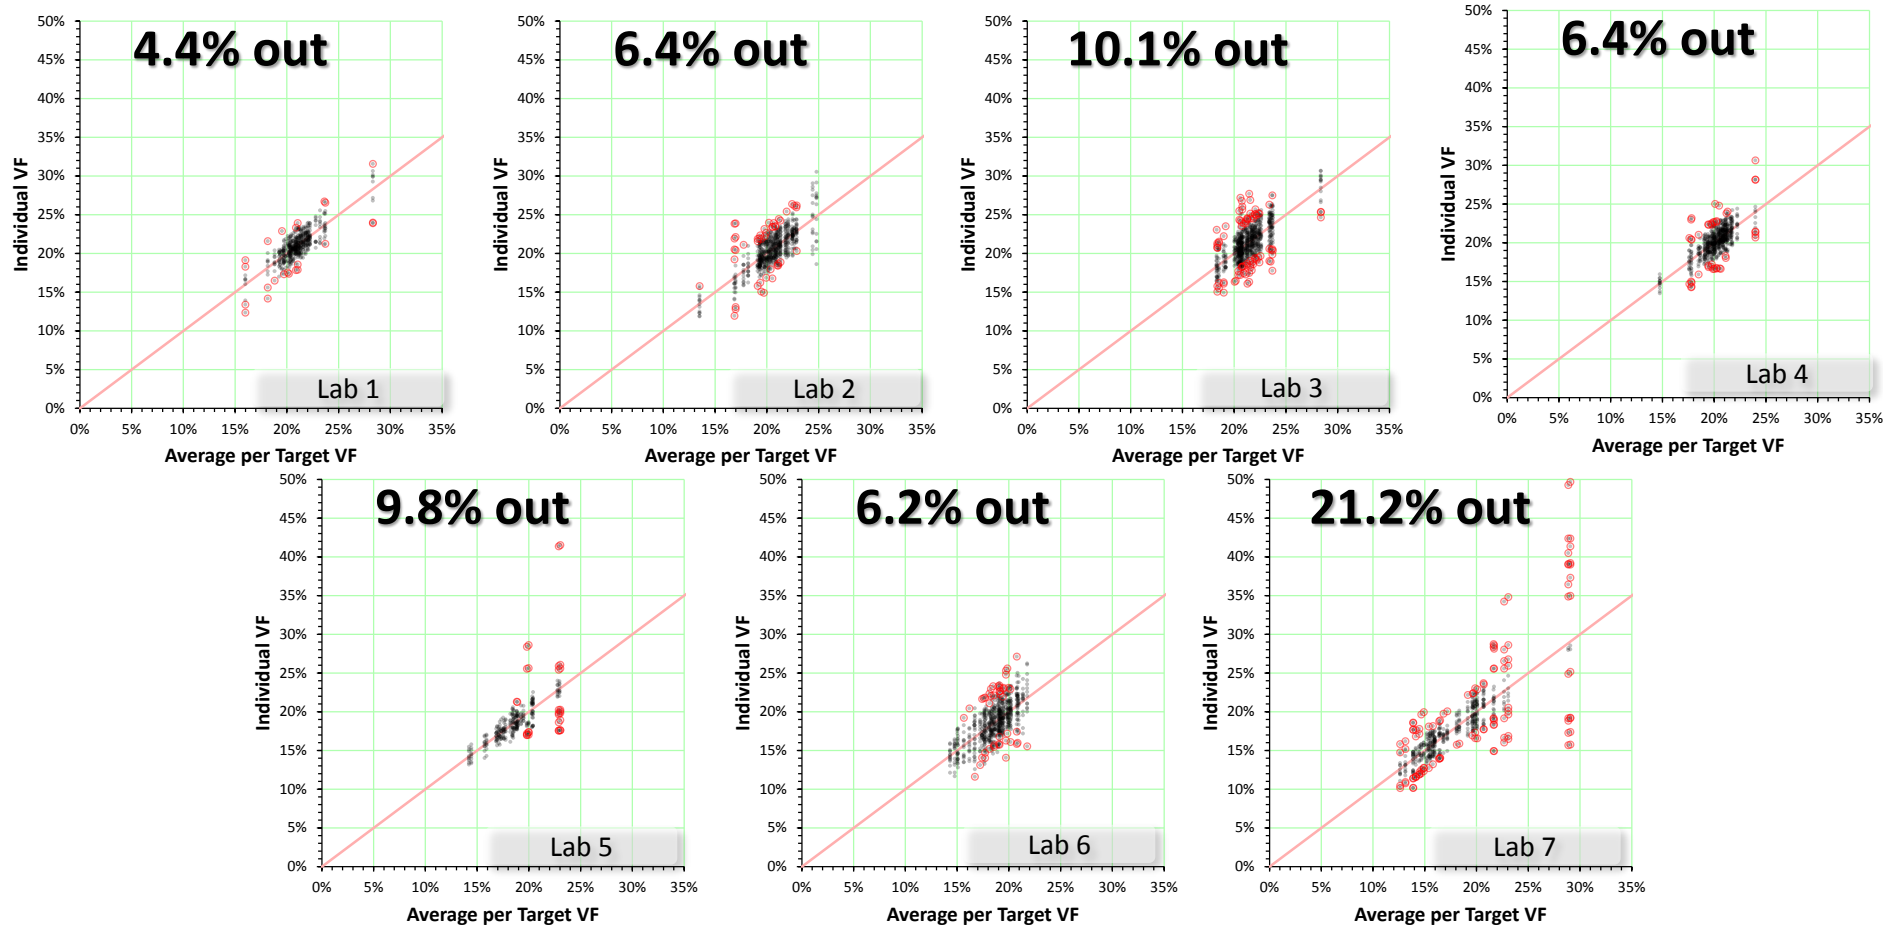 4.4% out
50%
45%
40%
35%
30%
25%
20%
15%
10%
5%
0%
Individual VF
Lab 1
0% 5% 10% 15% 20% 25% 30% 35%
Average per Target VF
6.4% out
50%
45%
40%
35%
30%
25%
20%
15%
10%
5%
0%
Individual VF
Lab 2
0% 5% 10% 15% 20% 25% 30% 35%
Average per Target VF
10.1% out
50%
45%
40%
35%
30%
25%
20%
15%
10%
5%
0%
Individual VF
Lab 3
0% 5% 10% 15% 20% 25% 30% 35%
Average per Target VF
6.4% out
50%
45%
40%
35%
30%
25%
20%
15%
10%
5%
0%
Individual VF
Lab 4
0% 5% 10% 15% 20% 25% 30% 35%
Average per Target VF
9.8% out
50%
45%
40%
35%
30%
25%
20%
15%
10%
5%
0%
Individual VF
Lab 5
0% 5% 10% 15% 20% 25% 30% 35%
Average per Target VF
6.2% out
50%
45%
40%
35%
30%
25%
20%
15%
10%
5%
0%
Individual VF
Lab 6
0% 5% 10% 15% 20% 25% 30% 35%
Average per Target VF
21.2% out
50%
45%
40%
35%
30%
25%
20%
15%
10%
5%
0%
Individual VF
Lab 7
0% 5% 10% 15% 20% 25% 30% 35%
Average per Target VF